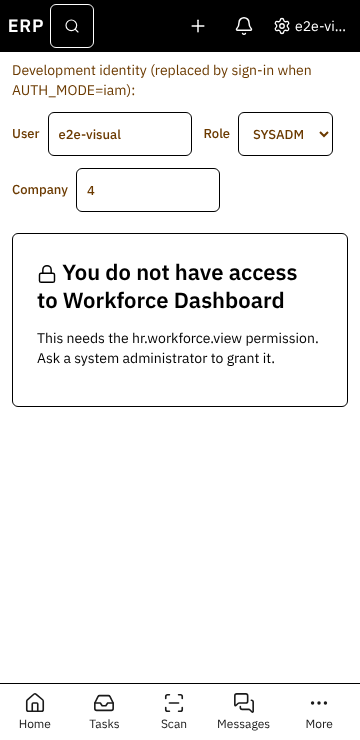 ERP
e2e-vi...
Development identity (replaced by sign-in when
AUTH_MODE=iam):
User e2e-visual Role SYSADM
Company 4
You do not have access
to Workforce Dashboard
This needs the hr.workforce.view permission.
Ask a system administrator to grant it.
Home Tasks Scan Messages More